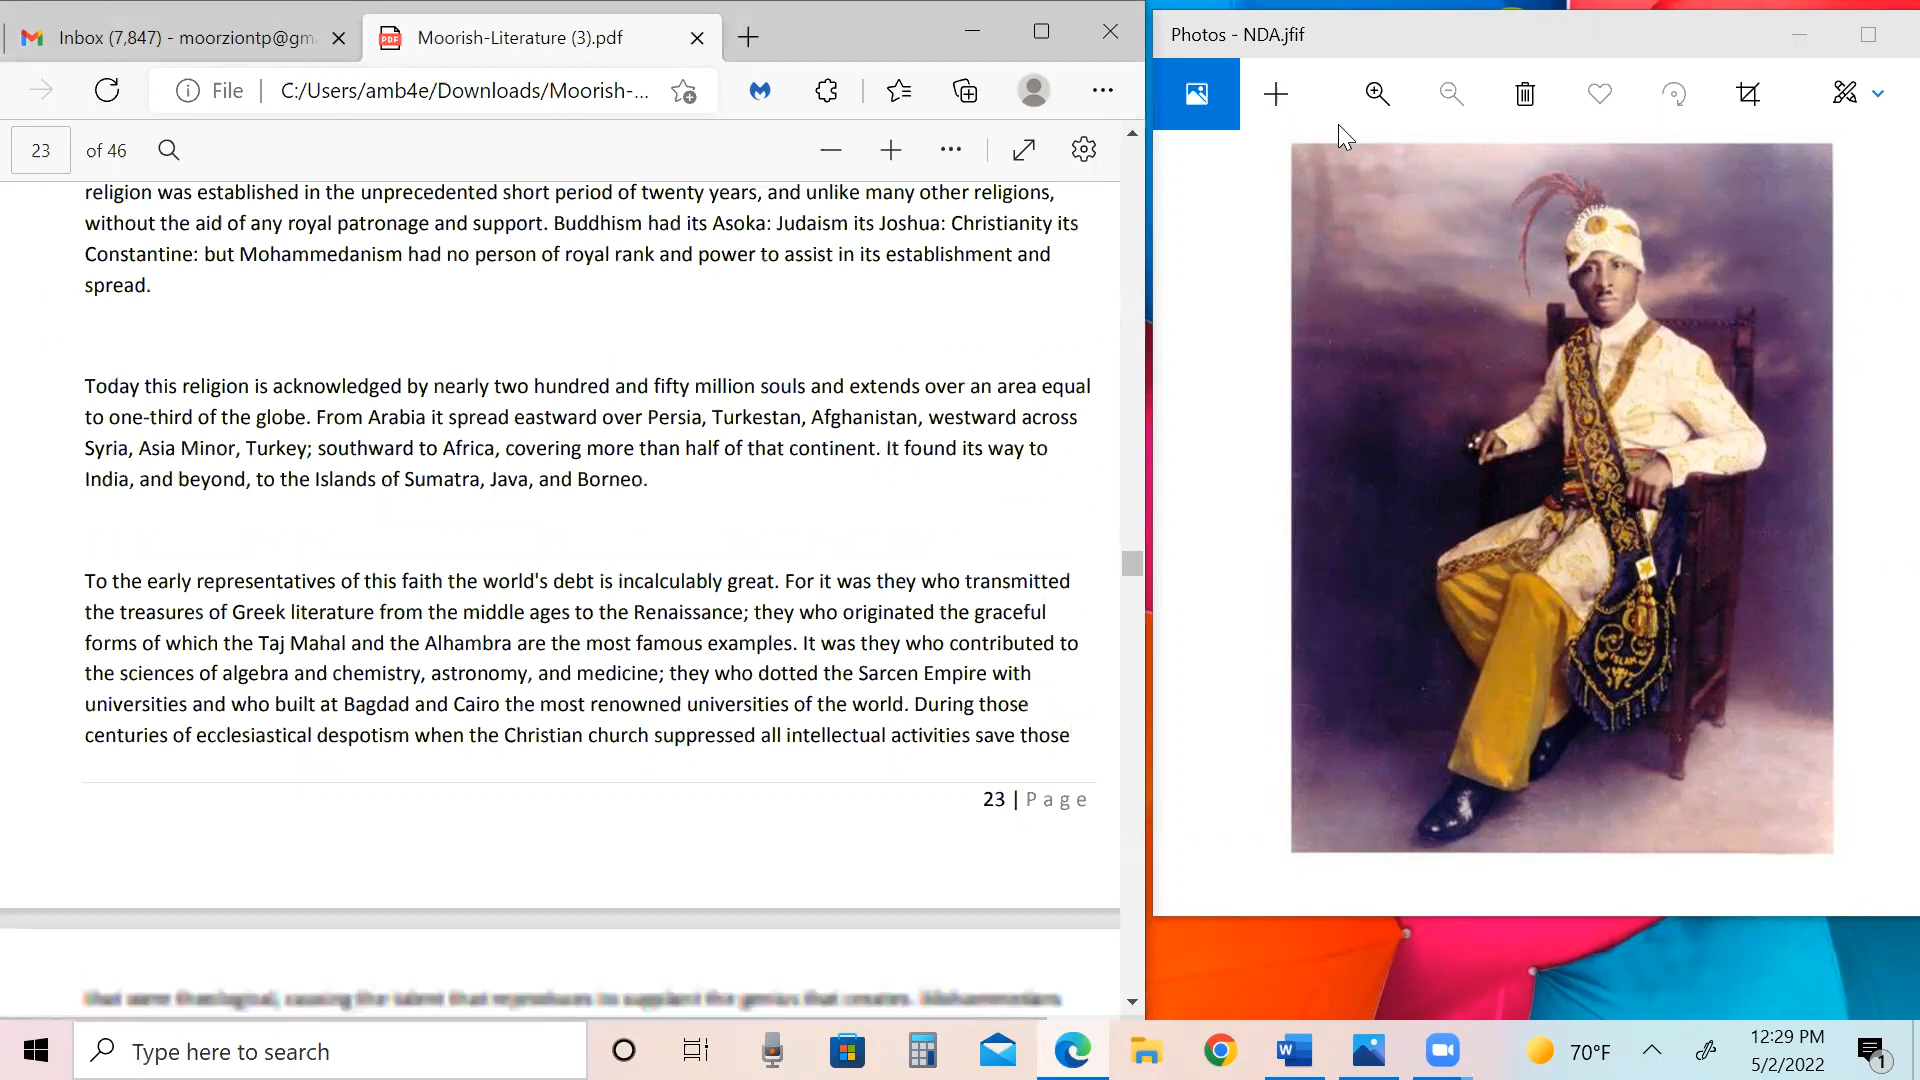 Inbox (7,847) - moorziontp@gm
Moorish-Literature (3).pdf
File
C:/Users/amb4e/Downloads/Moorish-...
23 of 46
religion was established in the unprecedented short period of twenty years, and unlike many other religions,
without the aid of any royal patronage and support. Buddhism had its Asoka: Judaism its Joshua: Christianity its
Constantine: but Mohammedanism had no person of royal rank and power to assist in its establishment and
spread.
Today this religion is acknowledged by nearly two hundred and fifty million souls and extends over an area equal
to one-third of the globe. From Arabia it spread eastward over Persia, Turkestan, Afghanistan, westward across
Syria, Asia Minor, Turkey; southward to Africa, covering more than half of that continent. It found its way to
India, and beyond, to the Islands of Sumatra, Java, and Borneo.
To the early representatives of this faith the world's debt is incalculably great. For it was they who transmitted
the treasures of Greek literature from the middle ages to the Renaissance; they who originated the graceful
forms of which the Taj Mahal and the Alhambra are the most famous examples. It was they who contributed to
the sciences of algebra and chemistry, astronomy, and medicine; they who dotted the Sarcen Empire with
universities and who built at Bagdad and Cairo the most renowned universities of the world. During those
centuries of ecclesiastical despotism when the Christian church suppressed all intellectual activities save those
23 | Page
Photos - NDA.jfif
ISLAM
Type here to search
70°F
12:29 PM
5/2/2022
1